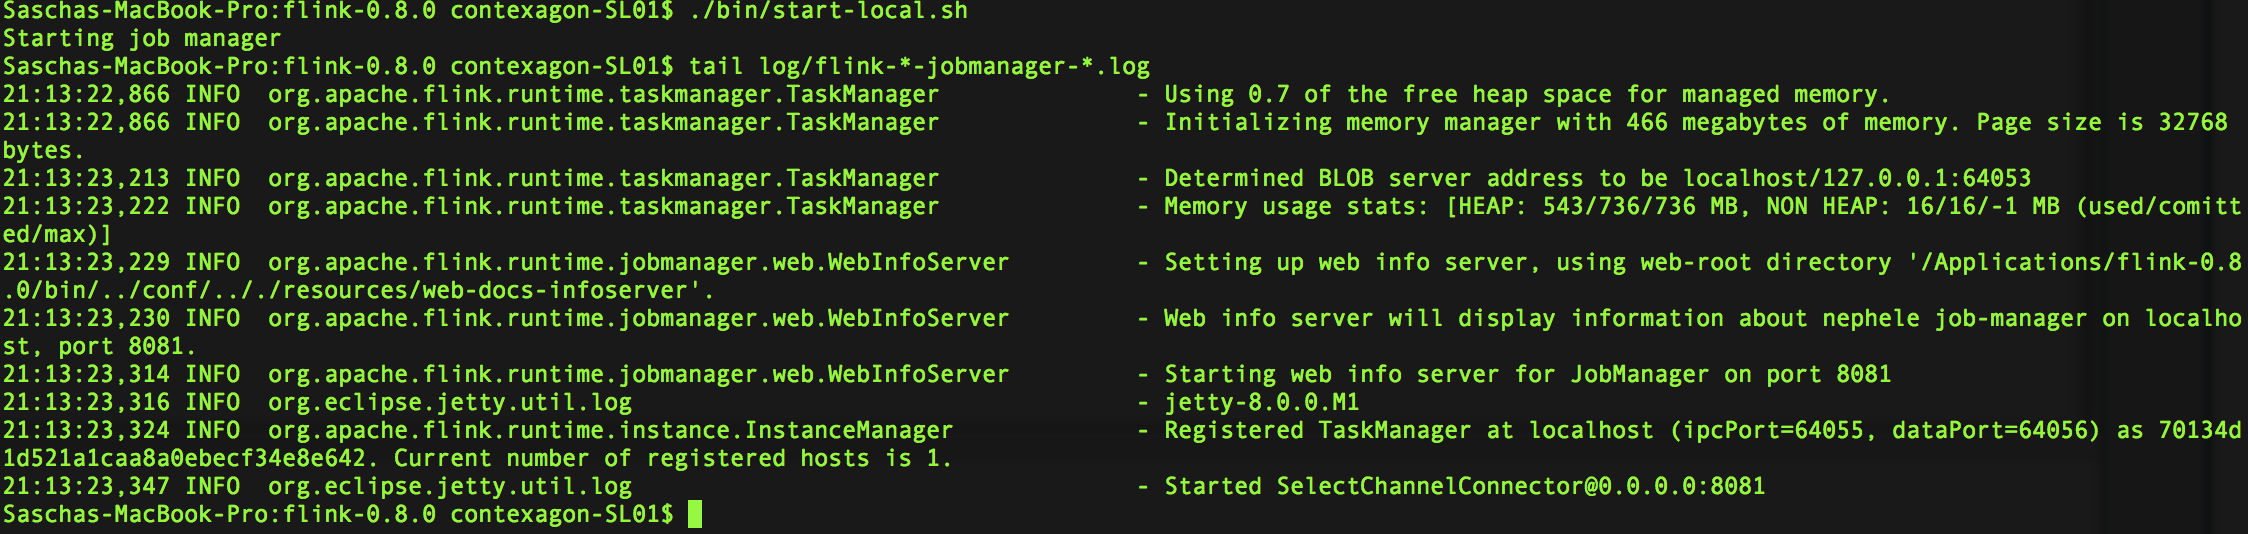 Saschas-MacBook-Pro:flink-0.8.0 contexagon-SL01$ ./bin/start-local.sh
Starting job manager
Saschas-MacBook-Pro:flink-0.8.0 contexagon-SL01$ tail log/flink-*-jobmanager-*.log
21:13:22,866 INFO  org.apache.flink.runtime.taskmanager.TaskManager              - Using 0.7 of the free heap space for managed memory.
21:13:22,866 INFO  org.apache.flink.runtime.taskmanager.TaskManager              - Initializing memory manager with 466 megabytes of memory. Page size is 32768
bytes.
21:13:23,213 INFO  org.apache.flink.runtime.taskmanager.TaskManager              - Determined BLOB server address to be localhost/127.0.0.1:64053
21:13:23,222 INFO  org.apache.flink.runtime.taskmanager.TaskManager              - Memory usage stats: [HEAP: 543/736/736 MB, NON HEAP: 16/16/-1 MB (used/comitt
ed/max)]
21:13:23,229 INFO  org.apache.flink.runtime.jobmanager.web.WebInfoServer         - Setting up web info server, using web-root directory '/Applications/flink-0.8
.0/bin/../conf/.././resources/web-docs-infoserver'.
21:13:23,230 INFO  org.apache.flink.runtime.jobmanager.web.WebInfoServer         - Web info server will display information about nephele job-manager on localho
st, port 8081.
21:13:23,314 INFO  org.apache.flink.runtime.jobmanager.web.WebInfoServer         - Starting web info server for JobManager on port 8081
21:13:23,316 INFO  org.eclipse.jetty.util.log                                    - jetty-8.0.0.M1
21:13:23,324 INFO  org.apache.flink.runtime.instance.InstanceManager             - Registered TaskManager at localhost (ipcPort=64055, dataPort=64056) as 70134d
1d521a1caa8a0ebecf34e8e642. Current number of registered hosts is 1.
21:13:23,347 INFO  org.eclipse.jetty.util.log                                    - Started SelectChannelConnector@0.0.0.0:8081
Saschas-MacBook-Pro:flink-0.8.0 contexagon-SL01$